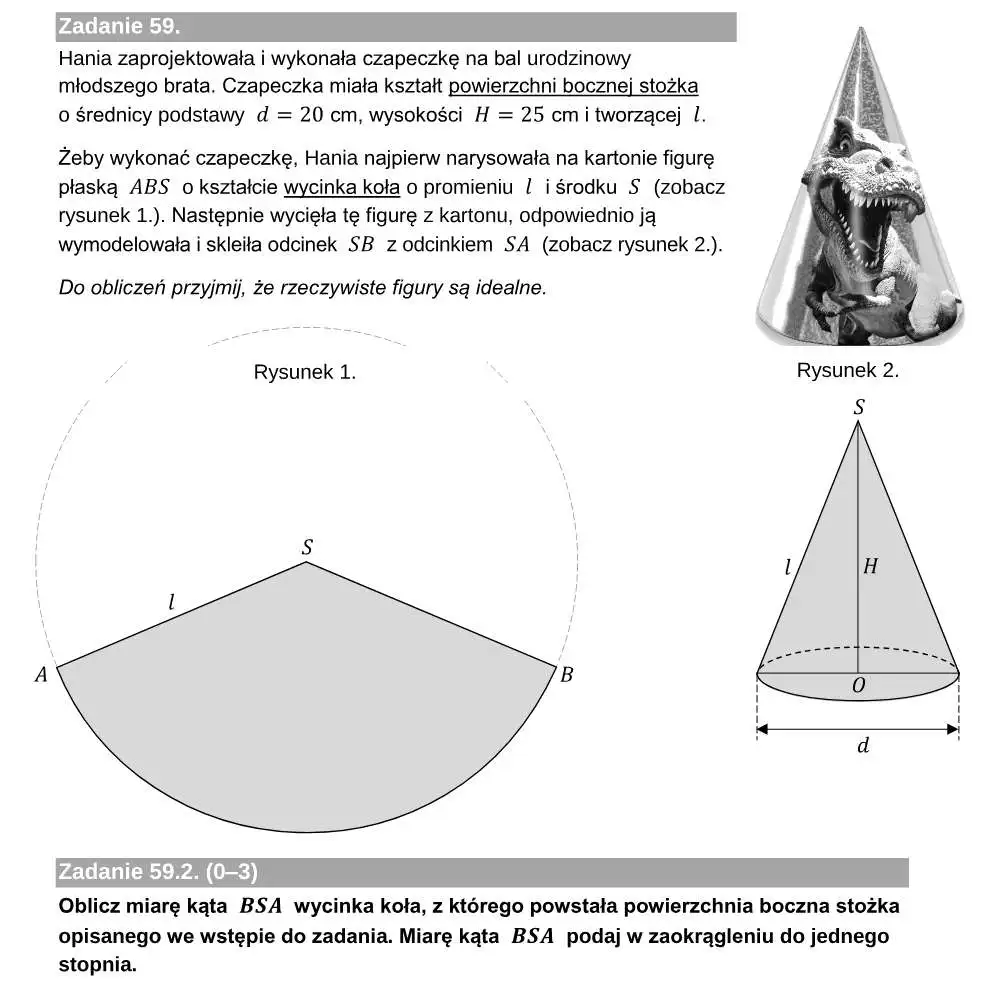 Zadanie 59.
Hania zaprojektowała i wykonała czapeczkę na bal urodzinowy
młodszego brata. Czapeczka miała kształt powierzchni bocznej stożka
o średnicy podstawy d = 20 cm, wysokości H = 25 cm i tworzącej l.
Żeby wykonać czapeczkę, Hania najpierw narysowała na kartonie figurę
płaską ABS o kształcie wycinka koła o promieniu l i środku S (zobacz
rysunek 1.). Następnie wycięła tę figurę z kartonu, odpowiednio ją
wymodelowała i skleiła odcinek SB z odcinkiem SA (zobacz rysunek 2.).
Do obliczeń przyjmij, że rzeczywiste figury są idealne.
Rysunek 1.
S
l
A
B
Rysunek 2.
S
l
H
O
d
Zadanie 59.2. (0–3)
Oblicz miarę kąta BSA wycinka koła, z którego powstała powierzchnia boczna stożka
opisanego we wstępie do zadania. Miarę kąta BSA podaj w zaokrągleniu do jednego
stopnia.